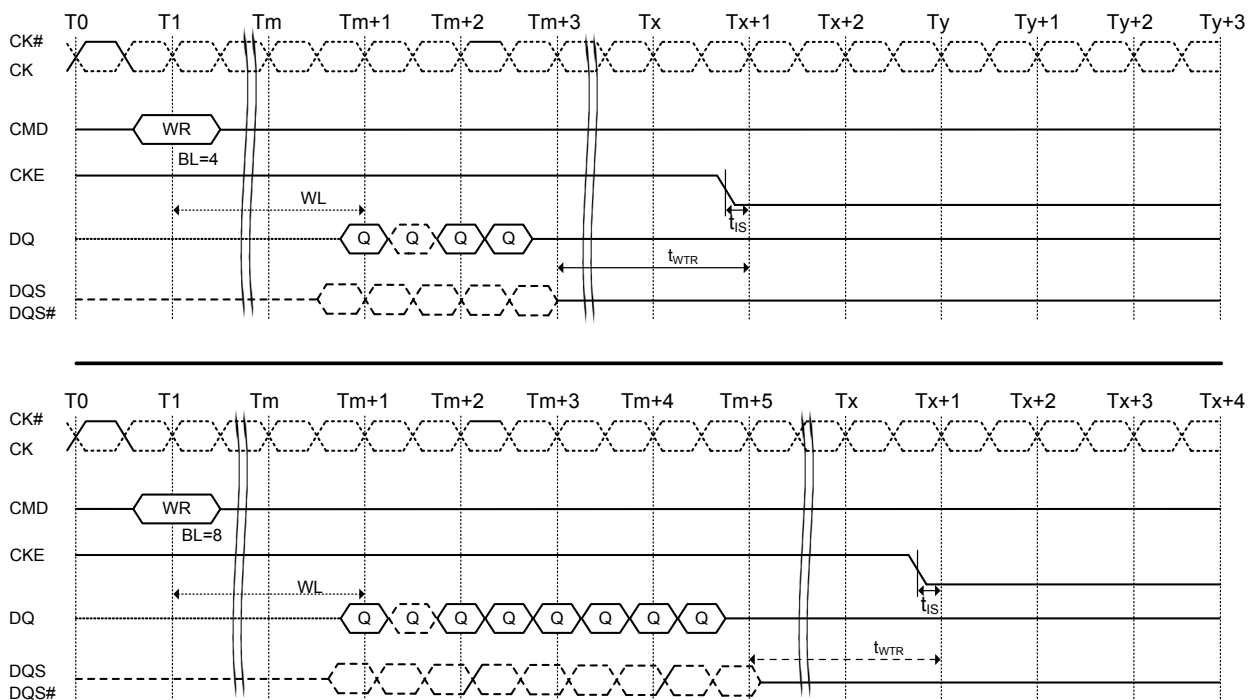 T0 T1 Tm Tm+1 Tm+2 Tm+3 Tx Tx+1 Tx+2 Ty Ty+1 Ty+2 Ty+3
CK#
CK
CMD WR
BL=4
CKE
WL
tIS
DQ Q Q Q Q
tWTR
DQS
DQS#
T0 T1 Tm Tm+1 Tm+2 Tm+3 Tm+4 Tm+5 Tx Tx+1 Tx+2 Tx+3 Tx+4
CK#
CK
CMD WR
BL=8
CKE
WL
tIS
DQ Q Q Q Q Q Q Q Q
tWTR
DQS
DQS#